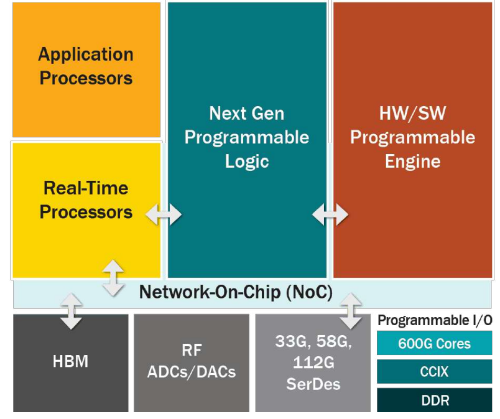 Application
Processors
Next Gen
Programmable
Logic
HW/SW
Programmable
Engine
Real-Time
Processors
Network-On-Chip (NoC)
HBM
RF
ADCs/DACs
33G, 58G,
112G
SerDes
Programmable I/O
600G Cores
CCIX
DDR